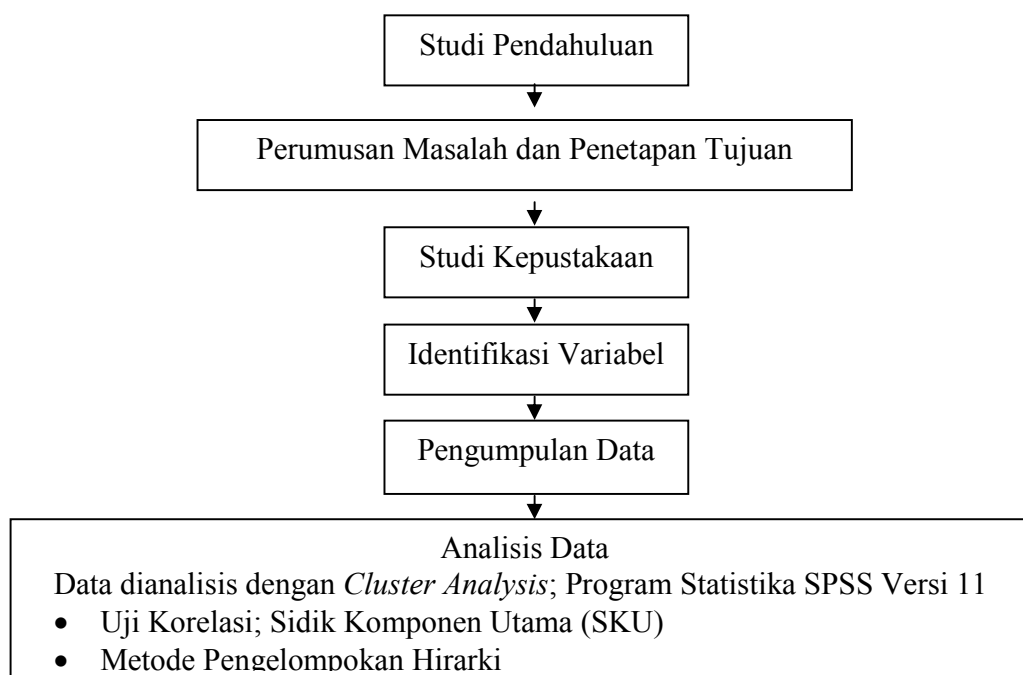 Studi Pendahuluan
Perumusan Masalah dan Penetapan Tujuan
Studi Kepustakaan
Identifikasi Variabel
Pengumpulan Data
Analisis Data
Data dianalisis dengan Cluster Analysis; Program Statistika SPSS Versi 11
• Uji Korelasi; Sidik Komponen Utama (SKU)
• Metode Pengelompokan Hirarki